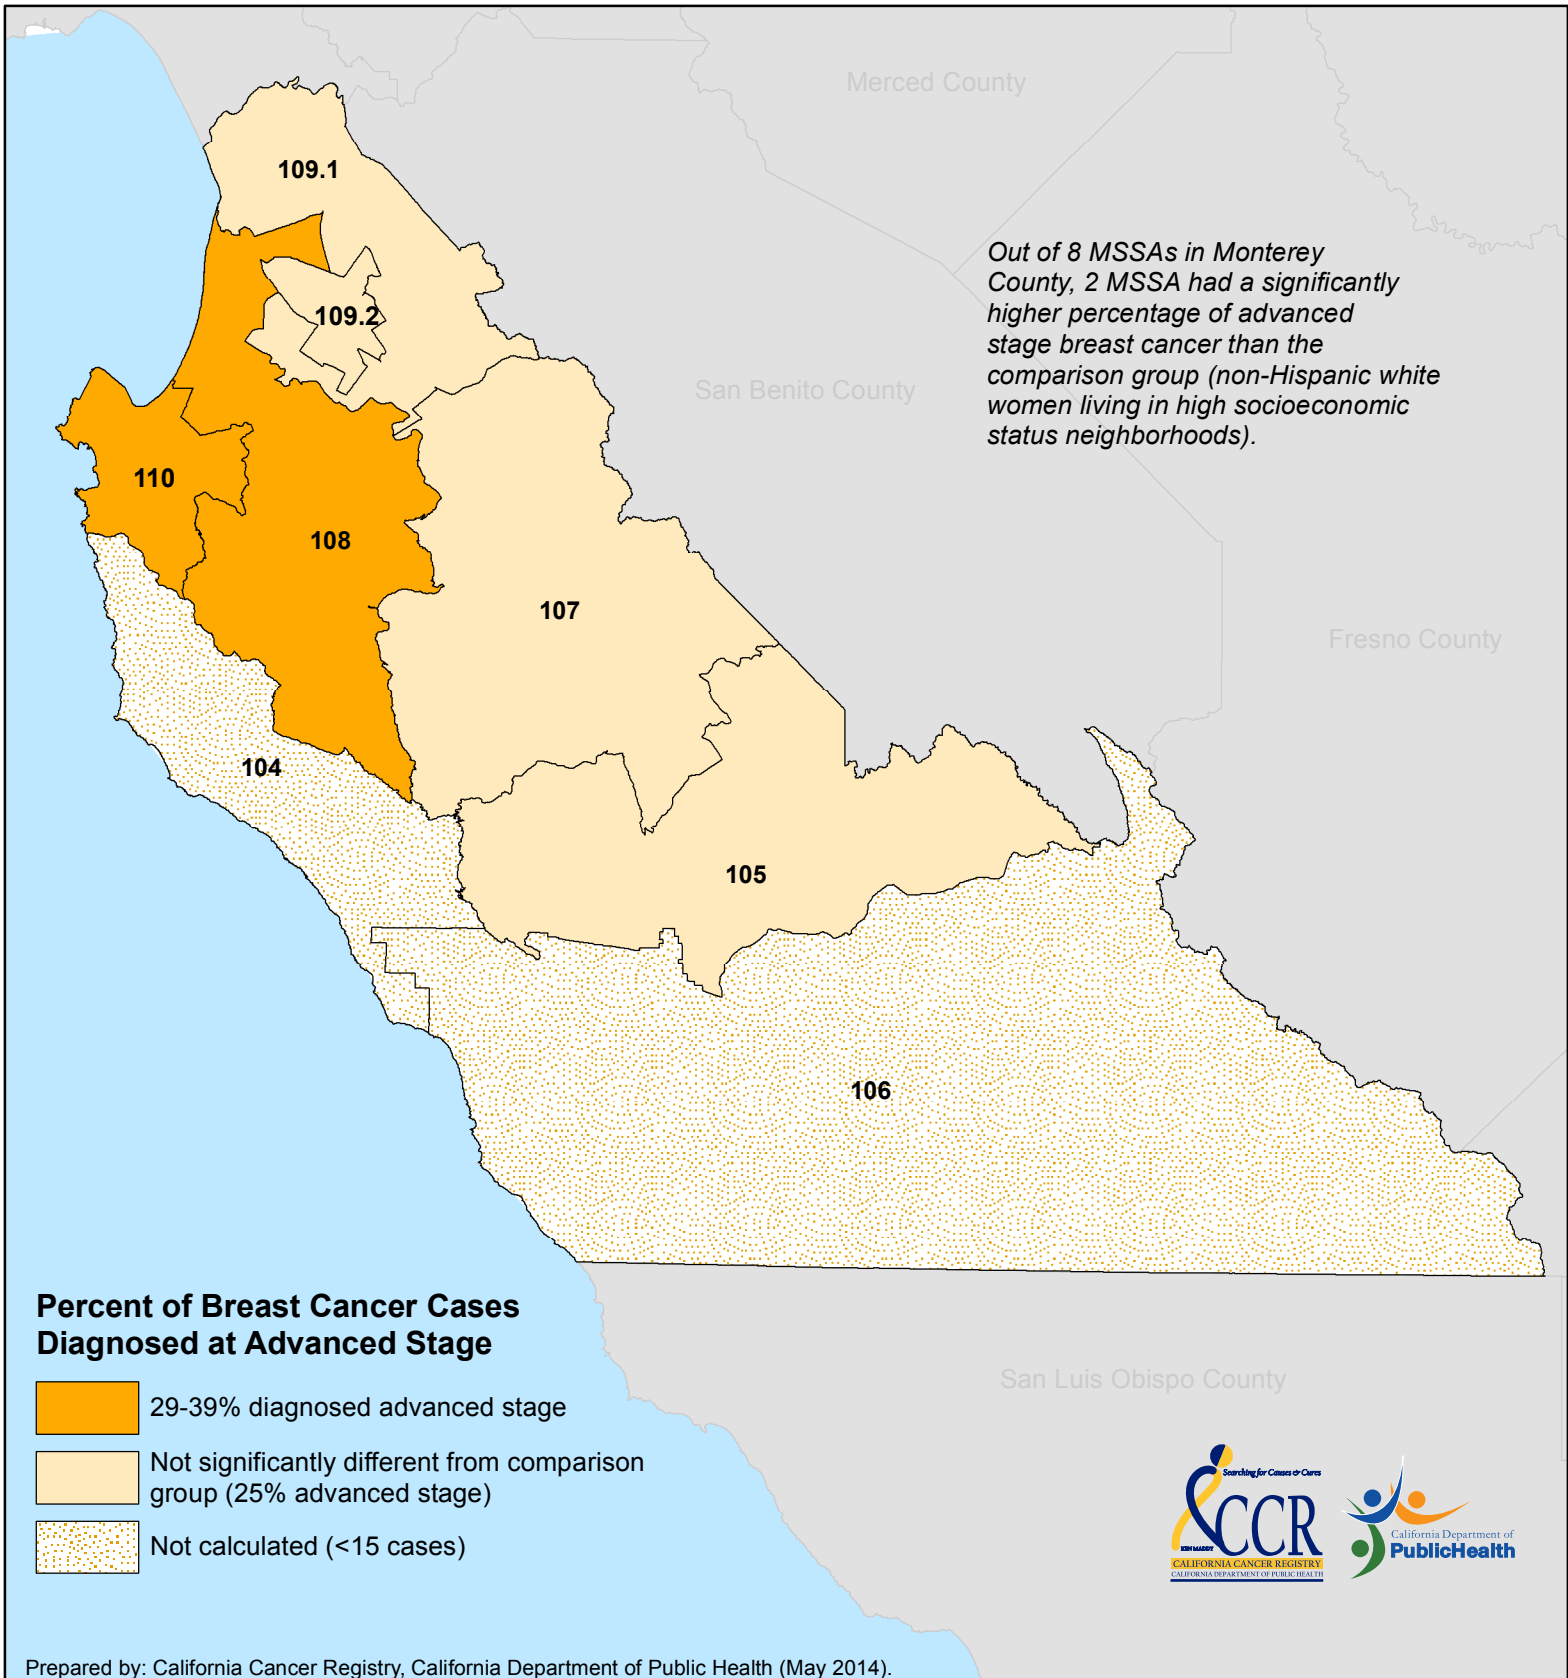 Merced County
109.1
Out of 8 MSSAs in Monterey
County, 2 MSSA had a significantly
higher percentage of advanced
stage breast cancer than the
comparison group (non-Hispanic white
women living in high socioeconomic
status neighborhoods).
109.2
San Benito County
110
108
107
Fresno County
104
105
106
Percent of Breast Cancer Cases
Diagnosed at Advanced Stage
29-39% diagnosed advanced stage
Not significantly different from comparison
group (25% advanced stage)
Not calculated (<15 cases)
San Luis Obispo County
Searching for Causes & Cures
CCR
KEN MADDY
CALIFORNIA CANCER REGISTRY
CALIFORNIA DEPARTMENT OF PUBLIC HEALTH
California Department of
PublicHealth
Prepared by: California Cancer Registry, California Department of Public Health (May 2014).